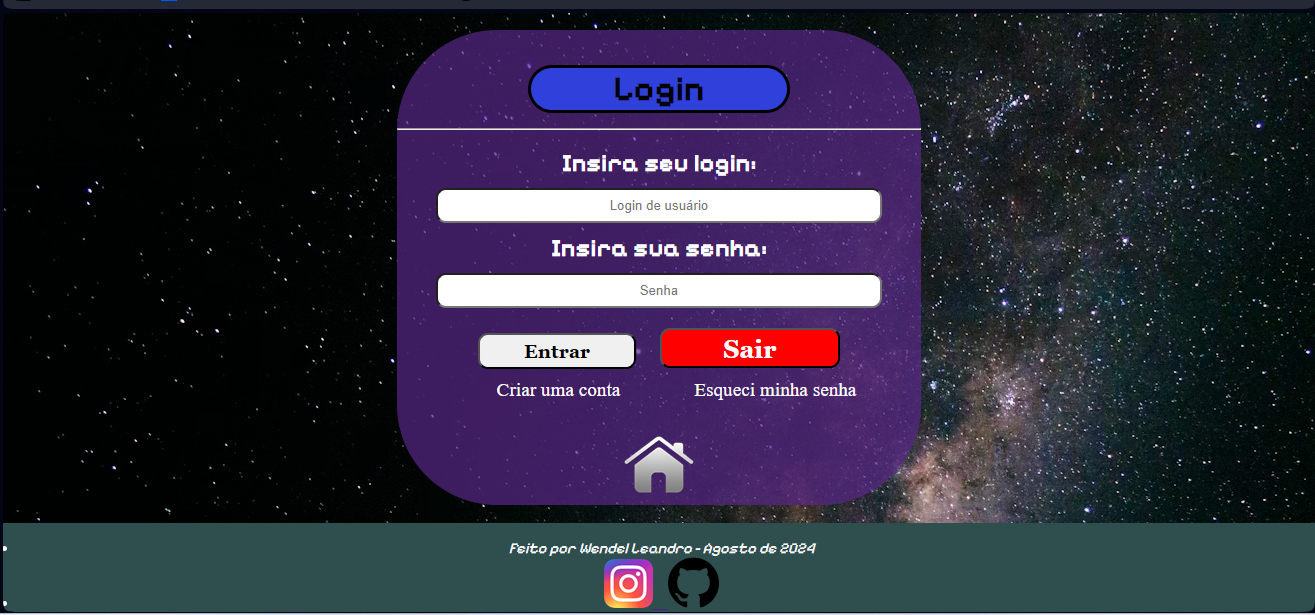 Login
Insira seu login:
Login de usuário
Insira sua senha:
Senha
Entrar Sair
Criar uma conta Esqueci minha senha
Feito por Wendel Leandro - Agosto de 2024